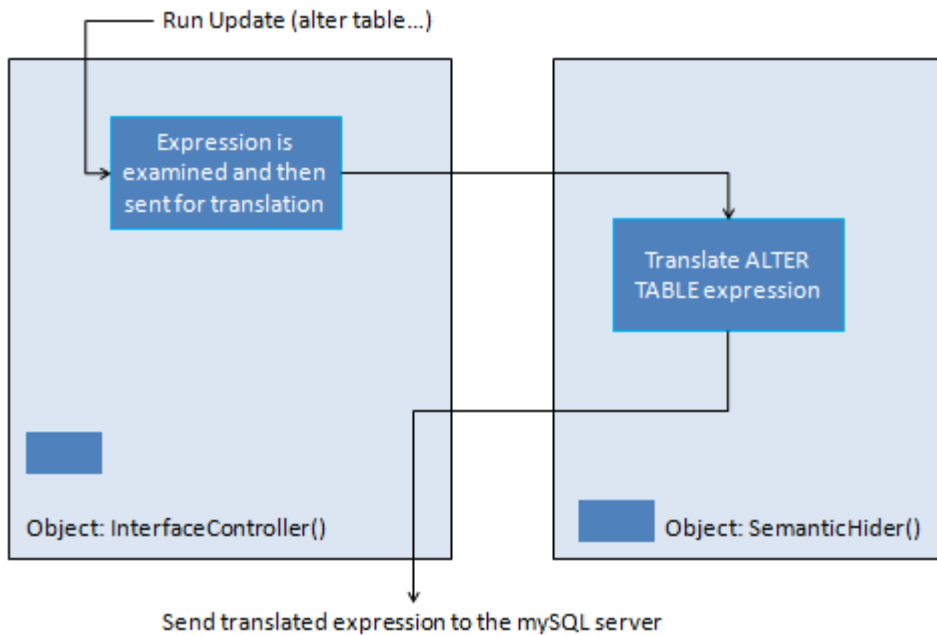 Run Update (alter table...)
Expression is
examined and then
sent for translation
Translate ALTER
TABLE expression
Object: InterfaceController()
Object: SemanticHider()
Send translated expression to the mySQL server